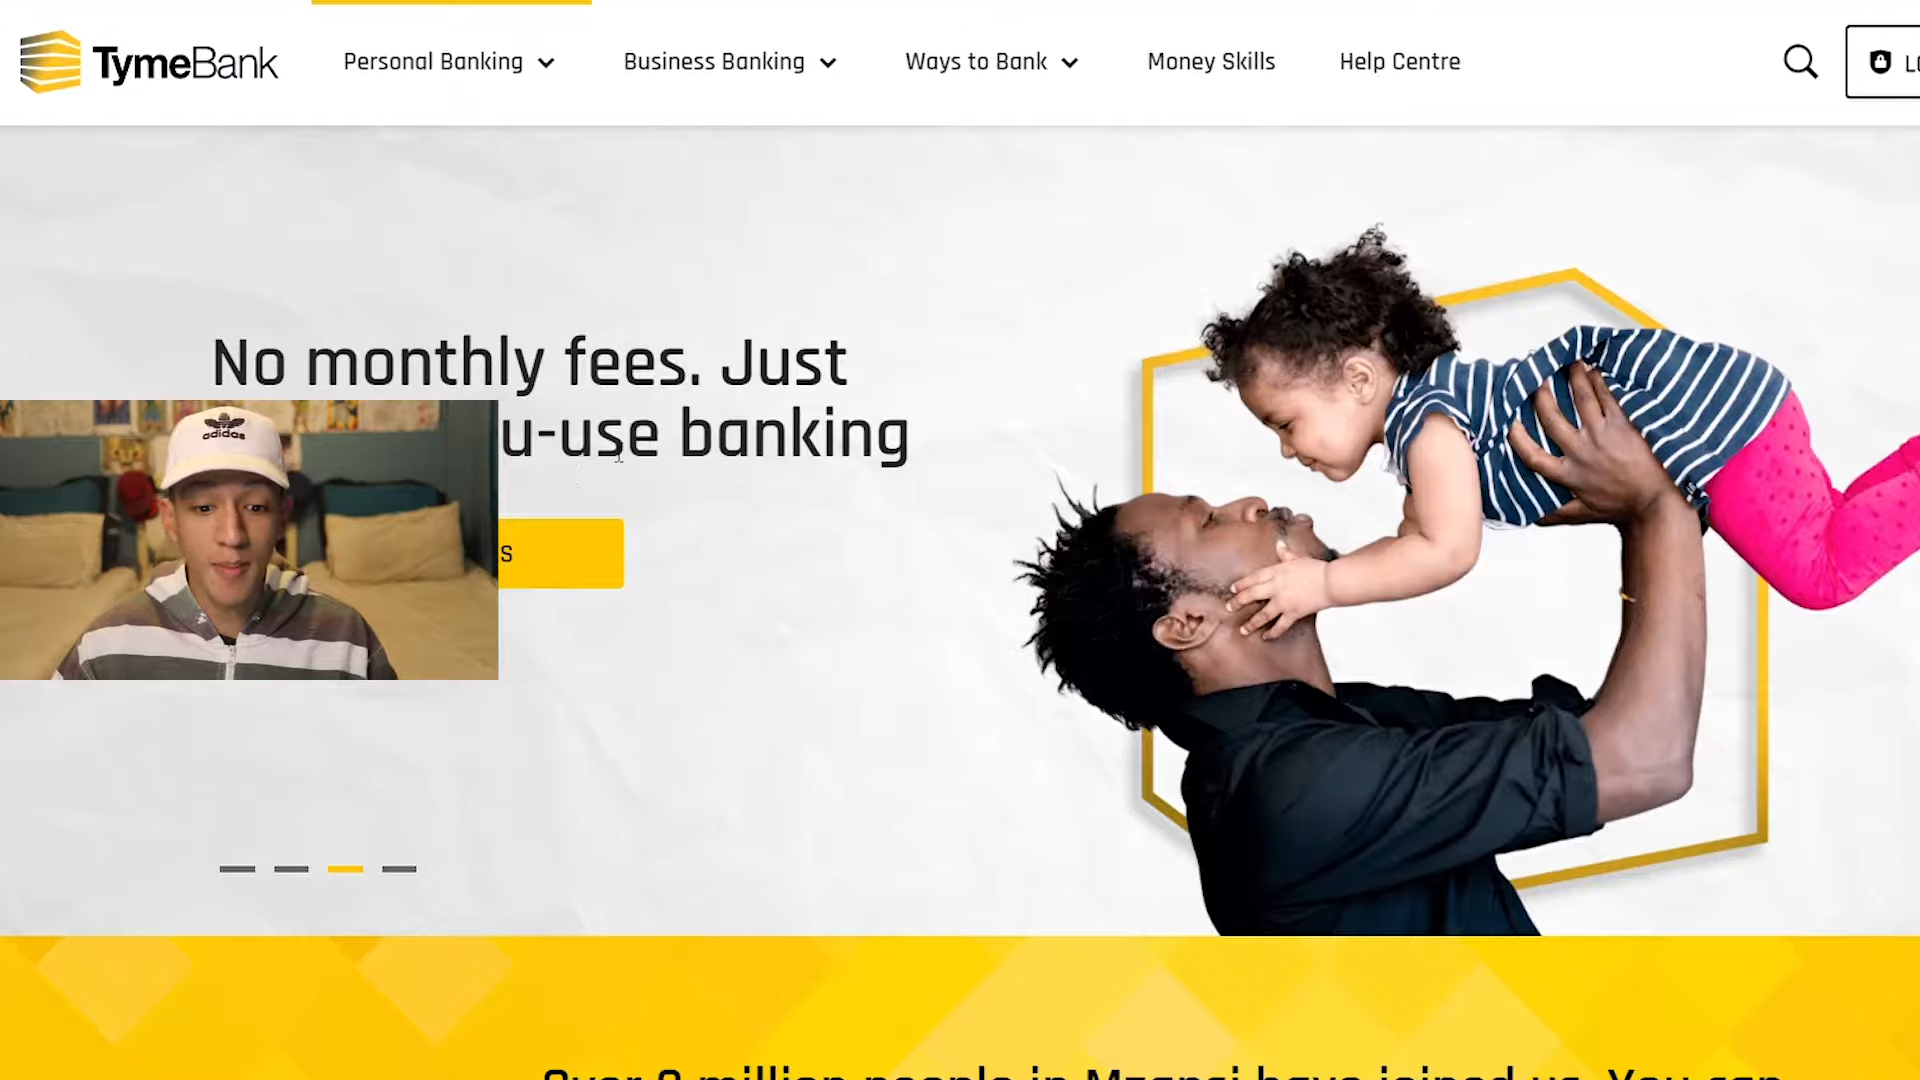 TymeBank
Personal Banking
Business Banking
Ways to Bank
Money Skills
Help Centre
No monthly fees. Just
u-use banking
adidas
s